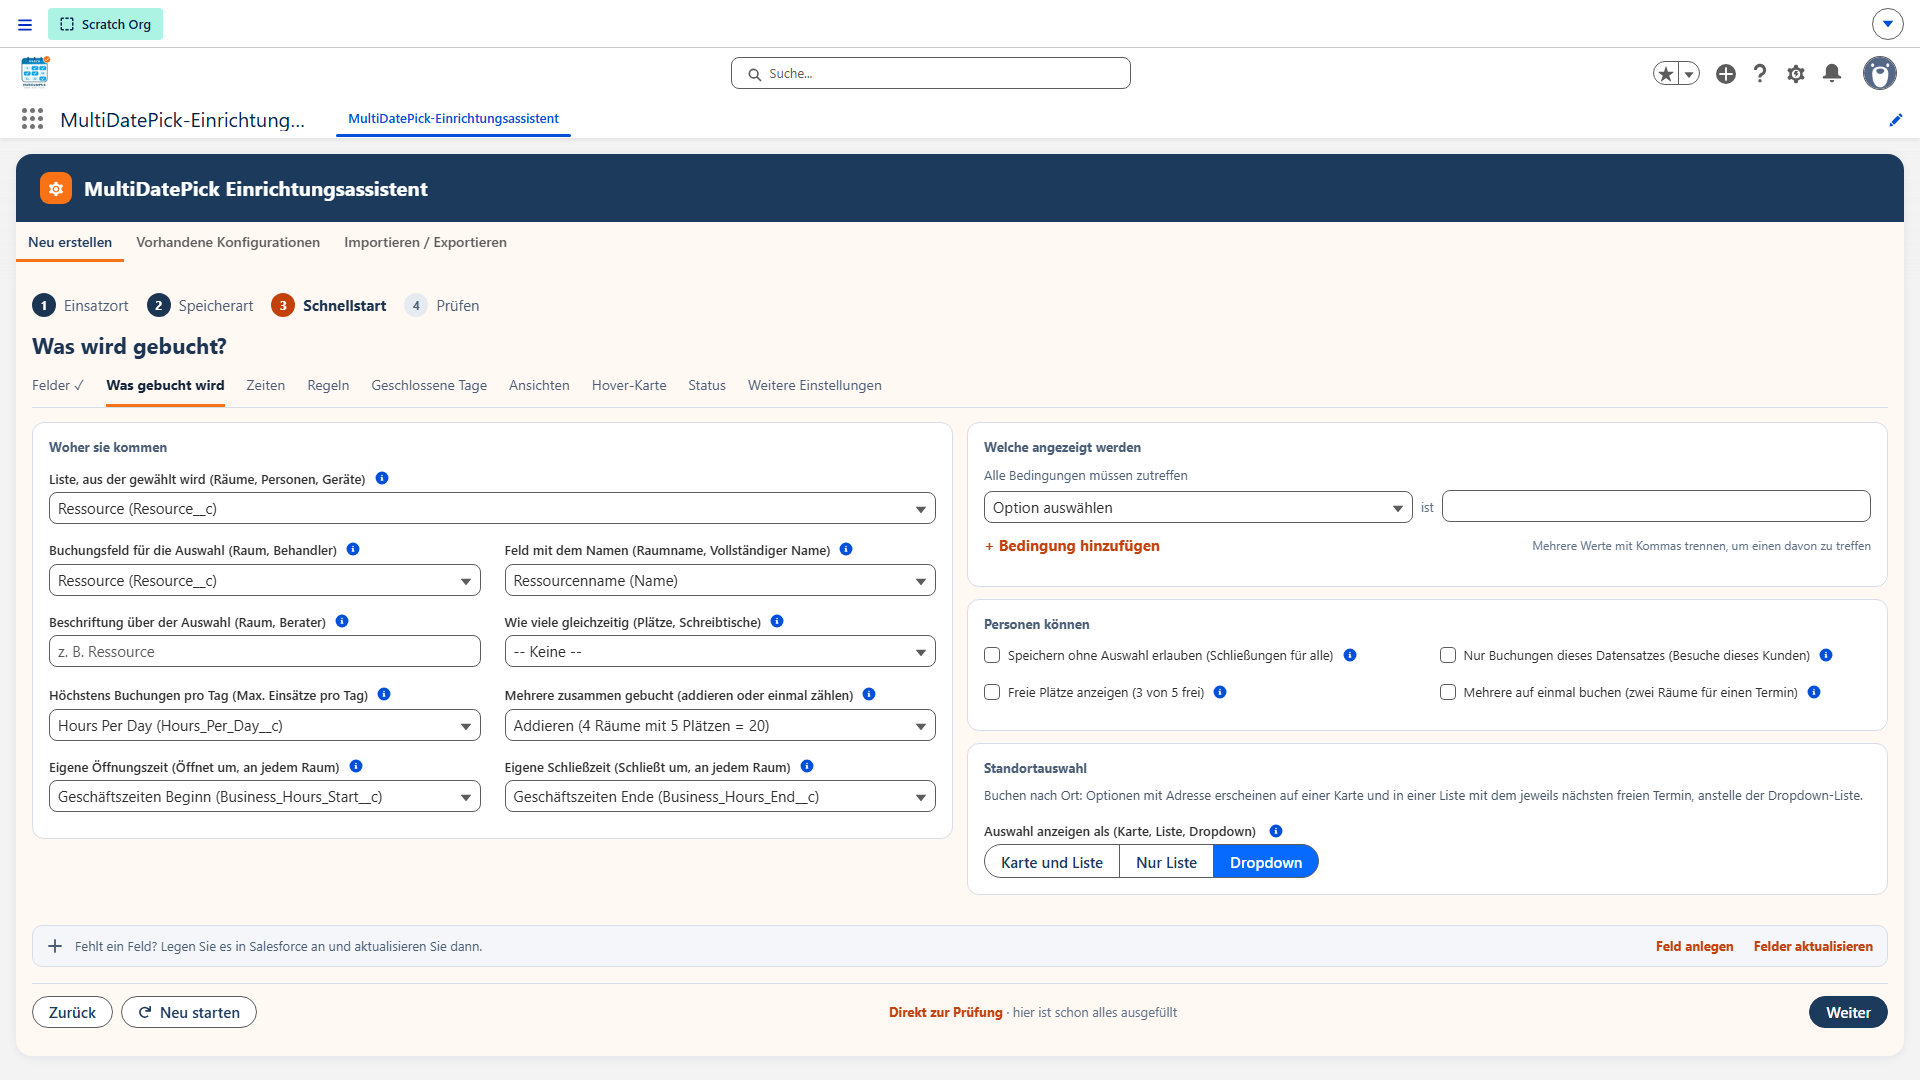 Scratch Org
Suche...
MultiDatePick-Einrichtung...
MultiDatePick-Einrichtungsassistent
MultiDatePick Einrichtungsassistent
Neu erstellen
Vorhandene Konfigurationen
Importieren / Exportieren
1 Einsatzort
2 Speicherart
3 Schnellstart
4 Prüfen
Was wird gebucht?
Felder ✓
Was gebucht wird
Zeiten
Regeln
Geschlossene Tage
Ansichten
Hover-Karte
Status
Weitere Einstellungen
Woher sie kommen
Liste, aus der gewählt wird (Räume, Personen, Geräte)
Ressource (Resource__c)
Buchungsfeld für die Auswahl (Raum, Behandler)
Ressource (Resource__c)
Feld mit dem Namen (Raumname, Vollständiger Name)
Ressourcenname (Name)
Beschriftung über der Auswahl (Raum, Berater)
z. B. Ressource
Wie viele gleichzeitig (Plätze, Schreibtische)
-- Keine --
Höchstens Buchungen pro Tag (Max. Einsätze pro Tag)
Hours Per Day (Hours_Per_Day__c)
Mehrere zusammen gebucht (addieren oder einmal zählen)
Addieren (4 Räume mit 5 Plätzen = 20)
Eigene Öffnungszeit (Öffnet um, an jedem Raum)
Geschäftszeiten Beginn (Business_Hours_Start__c)
Eigene Schließzeit (Schließt um, an jedem Raum)
Geschäftszeiten Ende (Business_Hours_End__c)
Welche angezeigt werden
Alle Bedingungen müssen zutreffen
Option auswählen
ist
+ Bedingung hinzufügen
Mehrere Werte mit Kommas trennen, um einen davon zu treffen
Personen können
Speichern ohne Auswahl erlauben (Schließungen für alle)
Nur Buchungen dieses Datensatzes (Besuche dieses Kunden)
Freie Plätze anzeigen (3 von 5 frei)
Mehrere auf einmal buchen (zwei Räume für einen Termin)
Standortauswahl
Buchen nach Ort: Optionen mit Adresse erscheinen auf einer Karte und in einer Liste mit dem jeweils nächsten freien Termin, anstelle der Dropdown-Liste.
Auswahl anzeigen als (Karte, Liste, Dropdown)
Karte und Liste
Nur Liste
Dropdown
Fehlt ein Feld? Legen Sie es in Salesforce an und aktualisieren Sie dann.
Feld anlegen
Felder aktualisieren
Zurück
Neu starten
Direkt zur Prüfung · hier ist schon alles ausgefüllt
Weiter